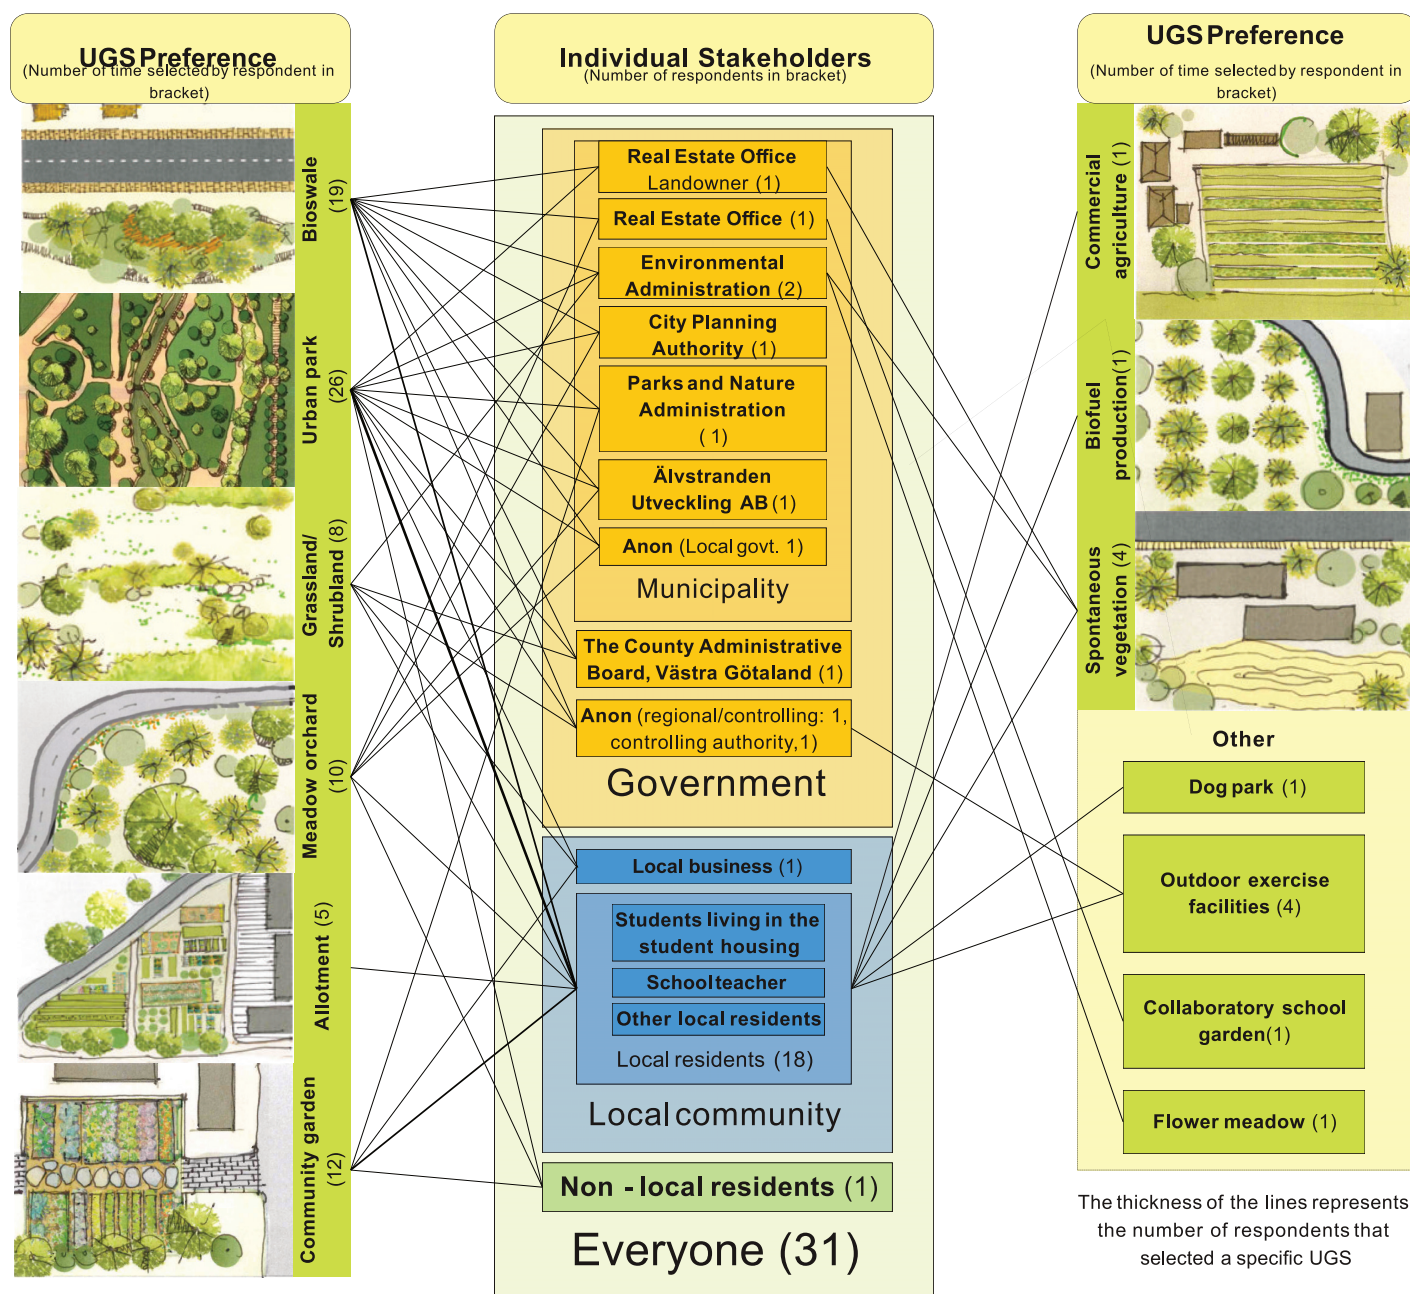 UGS Preference
(Number of time selected by respondent in
bracket)
Bioswale
(19)
Urban park
(26)
Grassland/
Shrubland (8)
Meadow orchard
(10)
Allotment (5)
Community garden
(12)
Individual Stakeholders
(Number of respondents in bracket)
Real Estate Office
Landowner (1)
Real Estate Office (1)
Environmental
Administration (2)
City Planning
Authority (1)
Parks and Nature
Administration
( 1)
Älvstranden
Utveckling AB (1)
Anon (Local govt. 1)
Municipality
The County Administrative
Board, Västra Götaland (1)
Anon (regional/controlling: 1,
controlling authority,1)
Government
Local business (1)
Students living in the
student housing
School teacher
Other local residents
Local residents (18)
Local community
Non - local residents (1)
Everyone (31)
UGS Preference
(Number of time selected by respondent in
bracket)
Commercial
agriculture (1)
Biofuel
production(1)
Spontaneous
vegetation (4)
Other
Dog park (1)
Outdoor exercise
facilities (4)
Collaboratory school
garden(1)
Flower meadow (1)
The thickness of the lines represents
the number of respondents that
selected a specific UGS